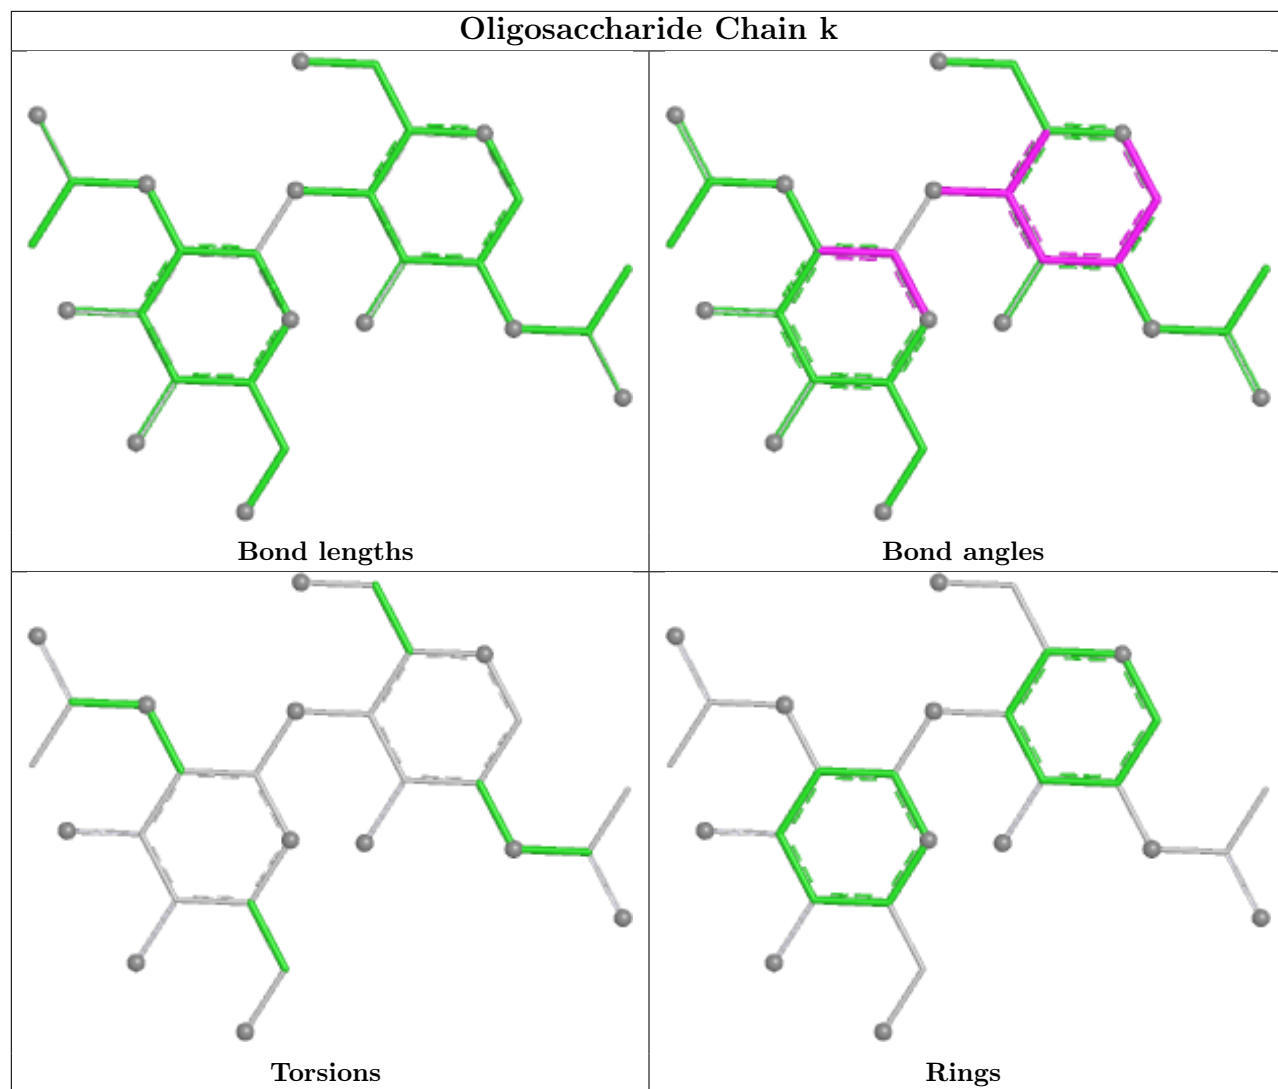 Oligosaccharide Chain k
Bond lengths
Bond angles
Torsions
Rings